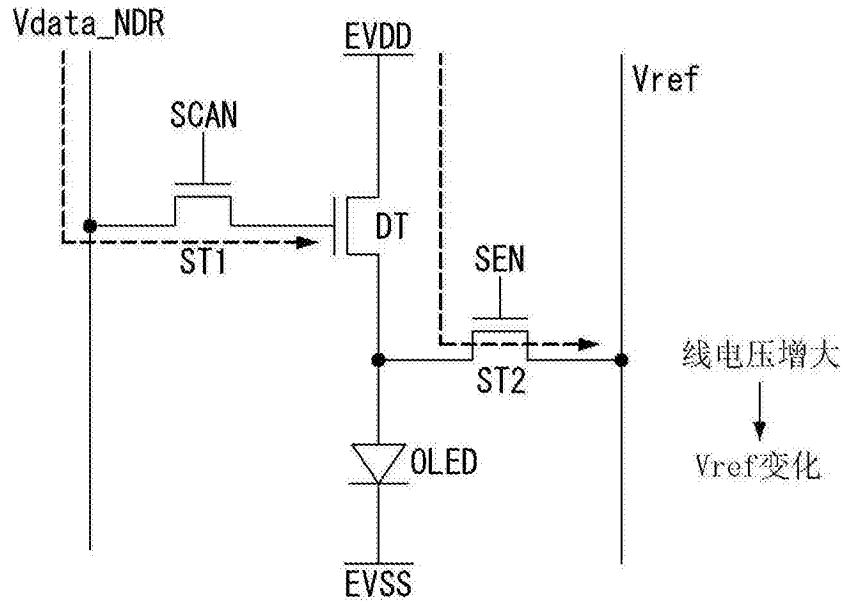 Vdata_NDR
EVDD
Vref
SCAN
DT
ST1
SEN
线电压增大
ST2
OLED
Vref变化
EVSS